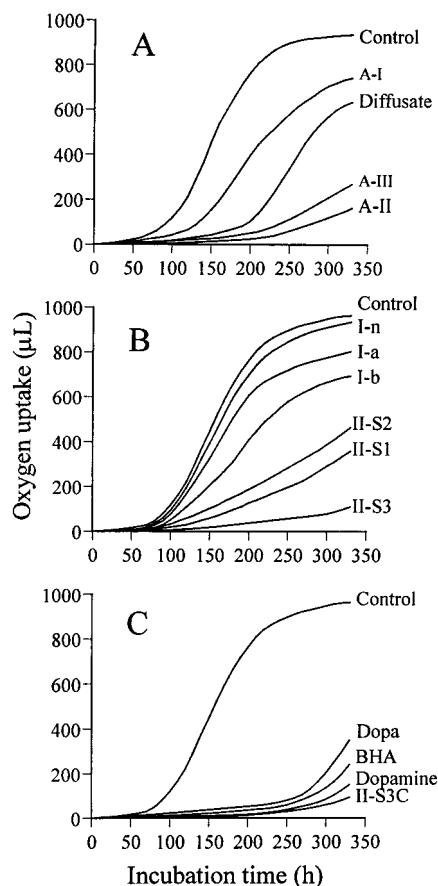 A
1000
800
600
400
200
0
0 50 100 150 200 250 300 350
Control
A-I
Diffusate
A-III
A-II
Oxygen uptake (µL)
B
1000
800
600
400
200
0
0 50 100 150 200 250 300 350
Control
I-n
I-a
I-b
II-S2
II-S1
II-S3
C
1000
800
600
400
200
0
0 50 100 150 200 250 300 350
Control
Dopa
BHA
Dopamine
II-S3C
Incubation time (h)